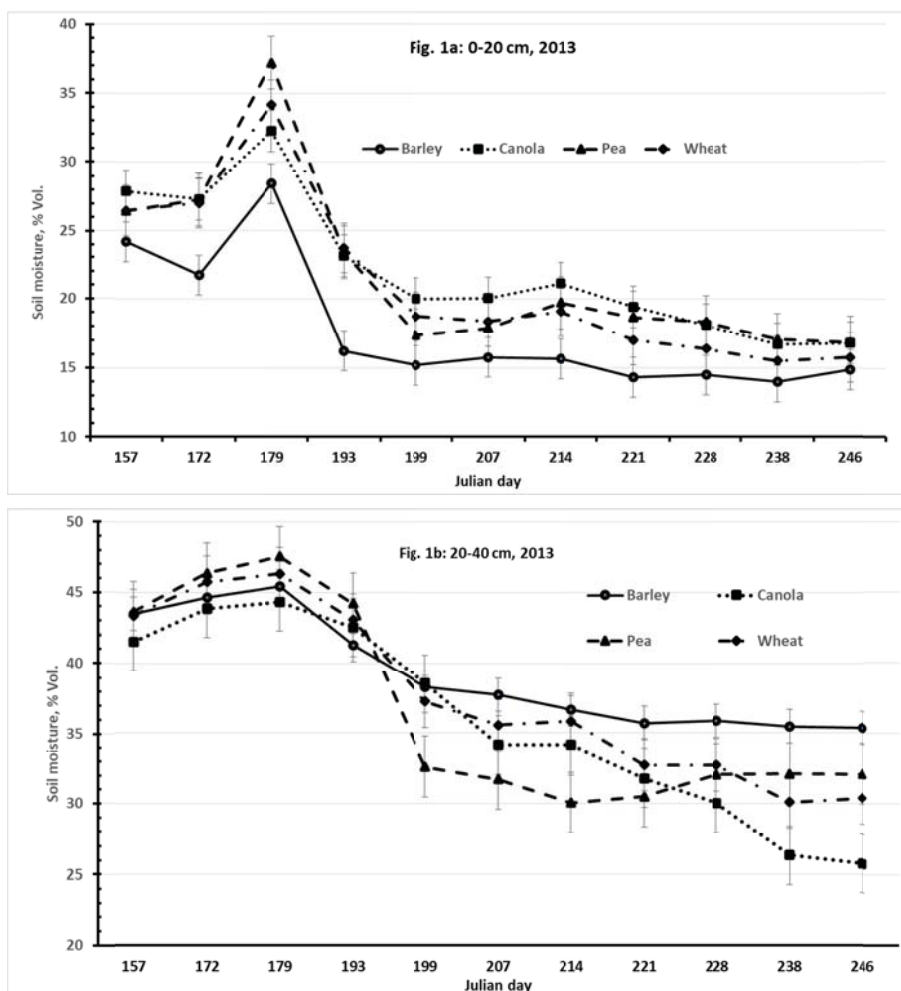 Fig. 1a: 0-20 cm, 2013
40
35
30
25
20
15
10
Soil moisture, % Vol.
Barley Canola Pea Wheat
157 172 179 193 199 207 214 221 228 238 246
Julian day
Fig. 1b: 20-40 cm, 2013
50
45
40
35
30
25
20
Soil moisture, % Vol.
Barley Canola
Pea Wheat
157 172 179 193 199 207 214 221 228 238 246
Julian day